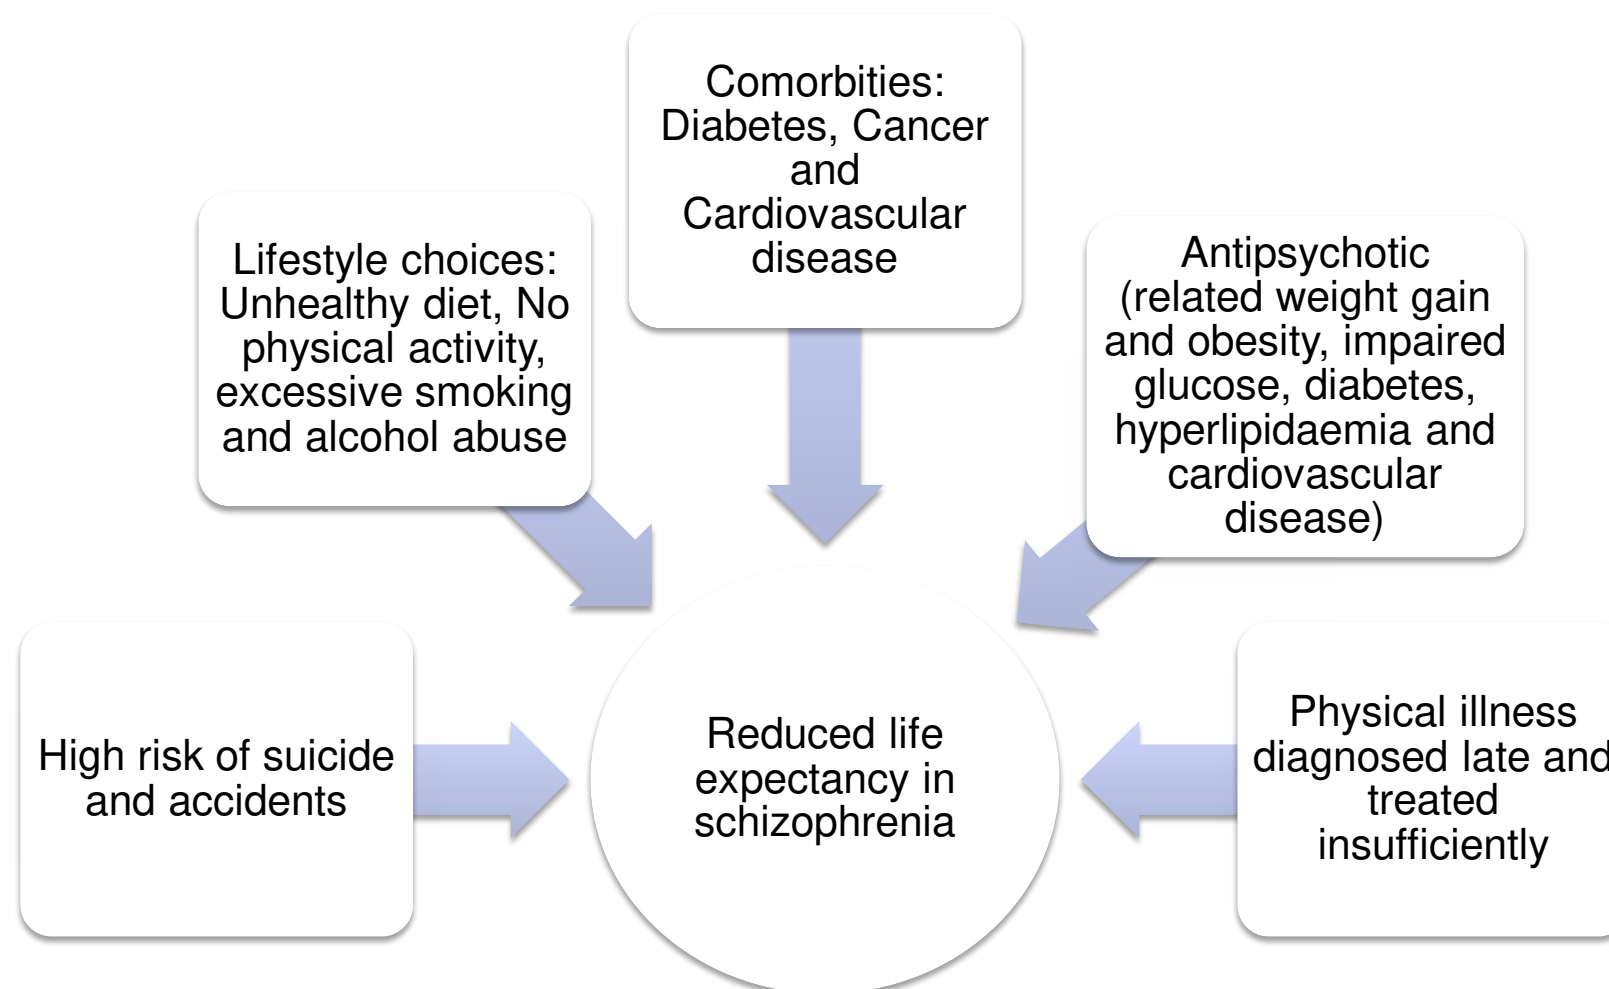 Comorbities:
Diabetes, Cancer
and
Cardiovascular
disease
Lifestyle choices:
Unhealthy diet, No
physical activity,
excessive smoking
and alcohol abuse
Antipsychotic
(related weight gain
and obesity, impaired
glucose, diabetes,
hyperlipidaemia and
cardiovascular
disease)
High risk of suicide
and accidents
Reduced life
expectancy in
schizophrenia
Physical illness
diagnosed late and
treated
insufficiently